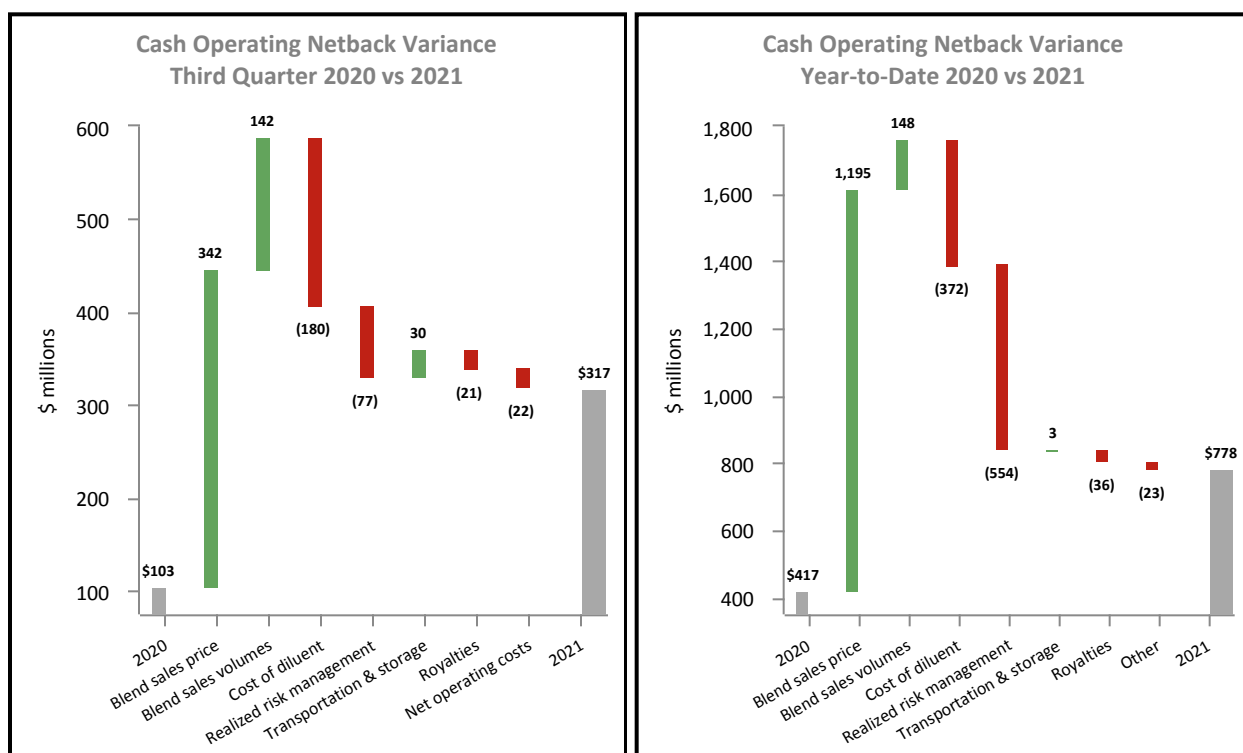 Cash Operating Netback Variance
Third Quarter 2020 vs 2021
$ millions
600
500
400
300
200
100
$103
342
142
(180)
(77)
30
(21)
(22)
$317
2020
Blend sales price
Blend sales volumes
Cost of diluent
Realized risk management
Transportation & storage
Royalties
Net operating costs
2021
Cash Operating Netback Variance
Year-to-Date 2020 vs 2021
$ millions
1,800
1,600
1,400
1,200
1,000
800
600
400
$417
1,195
148
(372)
(554)
3
(36)
(23)
$778
2020
Blend sales price
Blend sales volumes
Cost of diluent
Realized risk management
Transportation & storage
Royalties
Other
2021